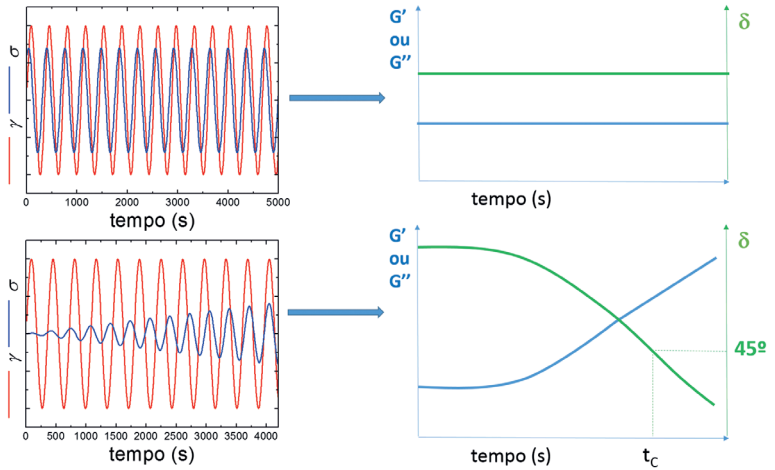 γ σ
0 1000 2000 3000 4000 5000
tempo (s)
G’
ou
G’’
δ
tempo (s)
γ σ
0 500 1000 1500 2000 2500 3000 3500 4000
tempo (s)
G’
ou
G’’
δ
45º
tempo (s)
tC